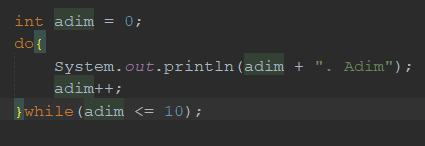 int adim = 0;
do{
System.out.println(adim + ". Adim");
adim++;
}while(adim <= 10);